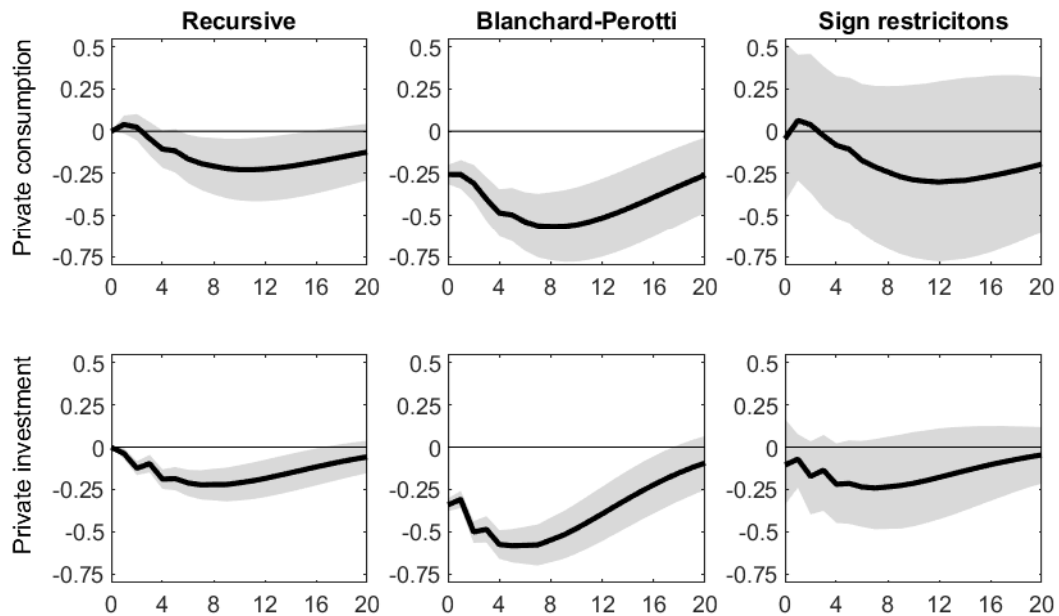 Recursive Blanchard-Perotti Sign restricitons
Private consumption
0.5 0.5 0.5
0.25 0.25 0.25
0 0 0
-0.25 -0.25 -0.25
-0.5 -0.5 -0.5
-0.75 -0.75 -0.75
0 4 8 12 16 20 0 4 8 12 16 20 0 4 8 12 16 20
Private investment
0.5 0.5 0.5
0.25 0.25 0.25
0 0 0
-0.25 -0.25 -0.25
-0.5 -0.5 -0.5
-0.75 -0.75 -0.75
0 4 8 12 16 20 0 4 8 12 16 20 0 4 8 12 16 20